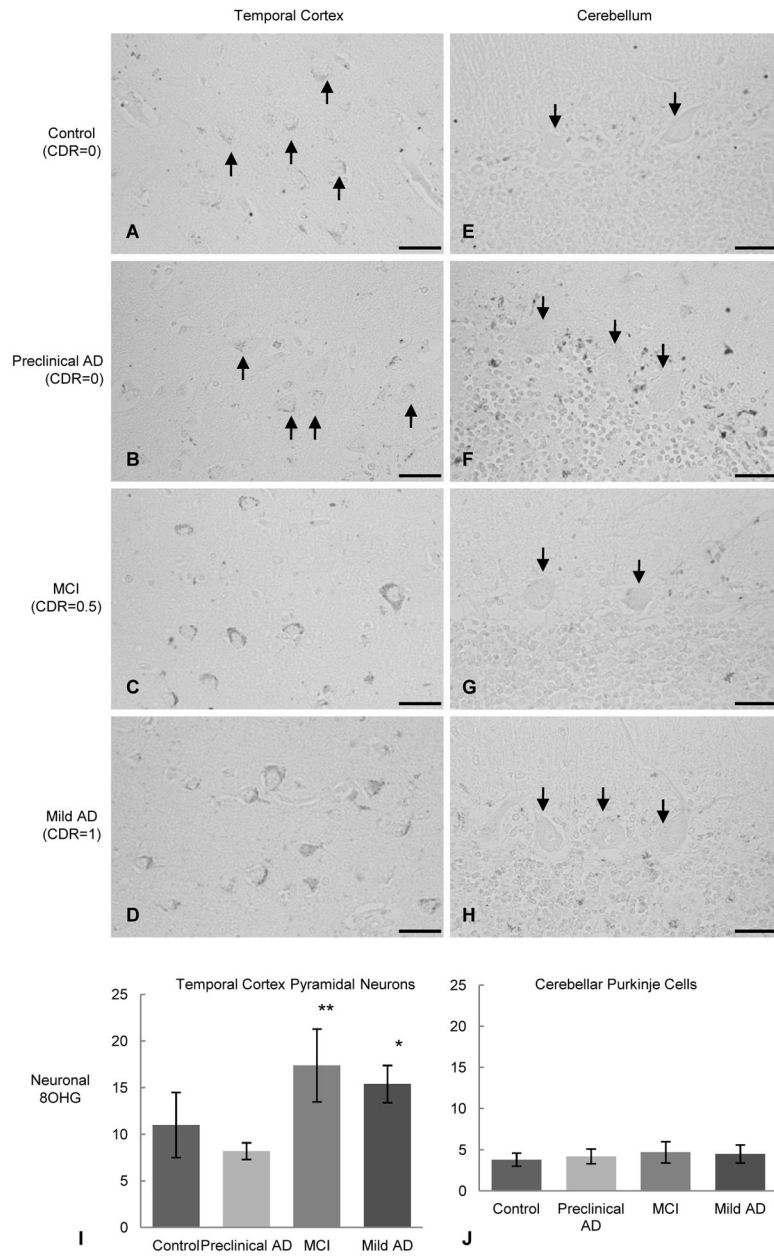 Temporal Cortex
Cerebellum
Control
(CDR=0)
A
E
Preclinical AD
(CDR=0)
B
F
MCI
(CDR=0.5)
C
G
Mild AD
(CDR=1)
D
H
Temporal Cortex Pyramidal Neurons
25
20
15
10
5
0
**
*
Neuronal
8OHG
Control Preclinical AD MCI Mild AD
I
Cerebellar Purkinje Cells
25
20
15
10
5
0
Control Preclinical MCI Mild AD
AD
J